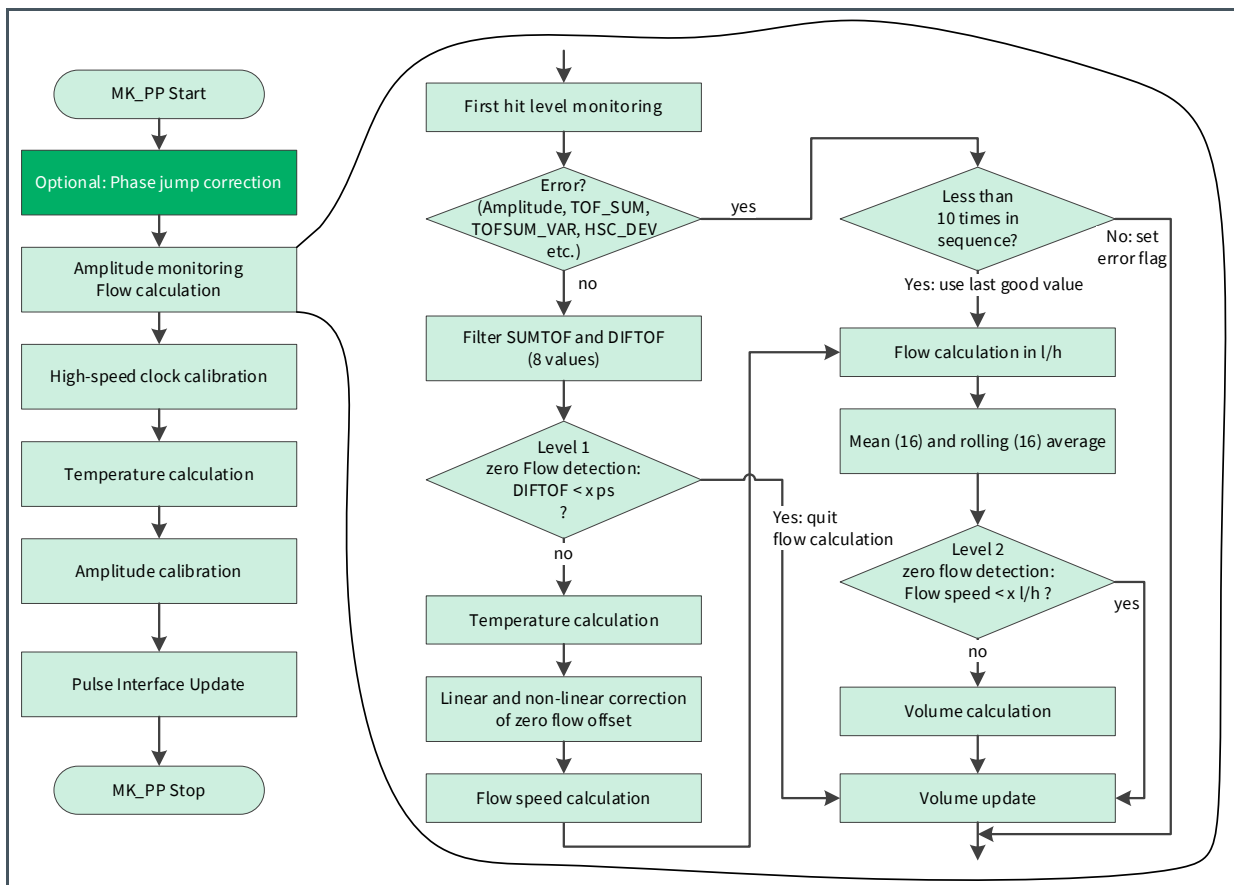 MK_PP Start
Optional: Phase jump correction
Amplitude monitoring
Flow calculation
High-speed clock calibration
Temperature calculation
Amplitude calibration
Pulse Interface Update
MK_PP Stop
First hit level monitoring
Error?
(Amplitude, TOF_SUM,
TOFSUM_VAR, HSC_DEV
etc.)
yes
no
Filter SUMTOF and DIFTOF
(8 values)
Level 1
zero Flow detection:
DIFTOF < x ps
?
Yes: quit
flow calculation
no
Temperature calculation
Linear and non-linear correction
of zero flow offset
Flow speed calculation
Less than
10 times in
sequence?
No: set
error flag
Yes: use last good value
Flow calculation in l/h
Mean (16) and rolling (16) average
Level 2
zero flow detection:
Flow speed < x l/h ?
yes
no
Volume calculation
Volume update